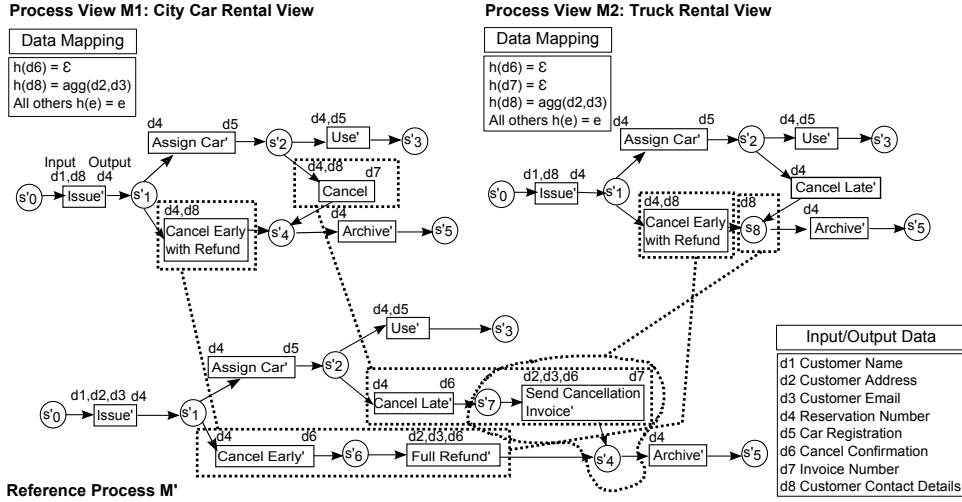 Process View M1: City Car Rental View
Data Mapping
h(d6) = Ɛ
h(d8) = agg(d2,d3)
All others h(e) = e
d4 d5
Assign Car'
s'2
d4,d5
Use'
s'3
Input Output
d1,d8 d4
s'0
Issue'
s'1
d4,d8 d7
Cancel
d4,d8
Cancel Early
with Refund
s'4
d4
Archive'
s'5
Process View M2: Truck Rental View
Data Mapping
h(d6) = Ɛ
h(d7) = Ɛ
h(d8) = agg(d2,d3)
All others h(e) = e
d4 d5
Assign Car'
s'2
d4,d5
Use'
s'3
d1,d8 d4
s'0
Issue'
s'1
d4
Cancel Late'
d4,d8
Cancel Early
with Refund
d8
s8
d4
Archive'
s'5
d4,d5
Use'
s'3
d4 d5
Assign Car'
s'2
d1,d2,d3 d4
s'0
Issue'
s'1
d4 d6
Cancel Late'
s'7
d2,d3,d6 d7
Send Cancellation
Invoice'
d4 d6
Cancel Early'
s'6
d2,d3,d6
Full Refund'
s'4
d4
Archive'
s'5
Reference Process M'
Input/Output Data
d1 Customer Name
d2 Customer Address
d3 Customer Email
d4 Reservation Number
d5 Car Registration
d6 Cancel Confirmation
d7 Invoice Number
d8 Customer Contact Details